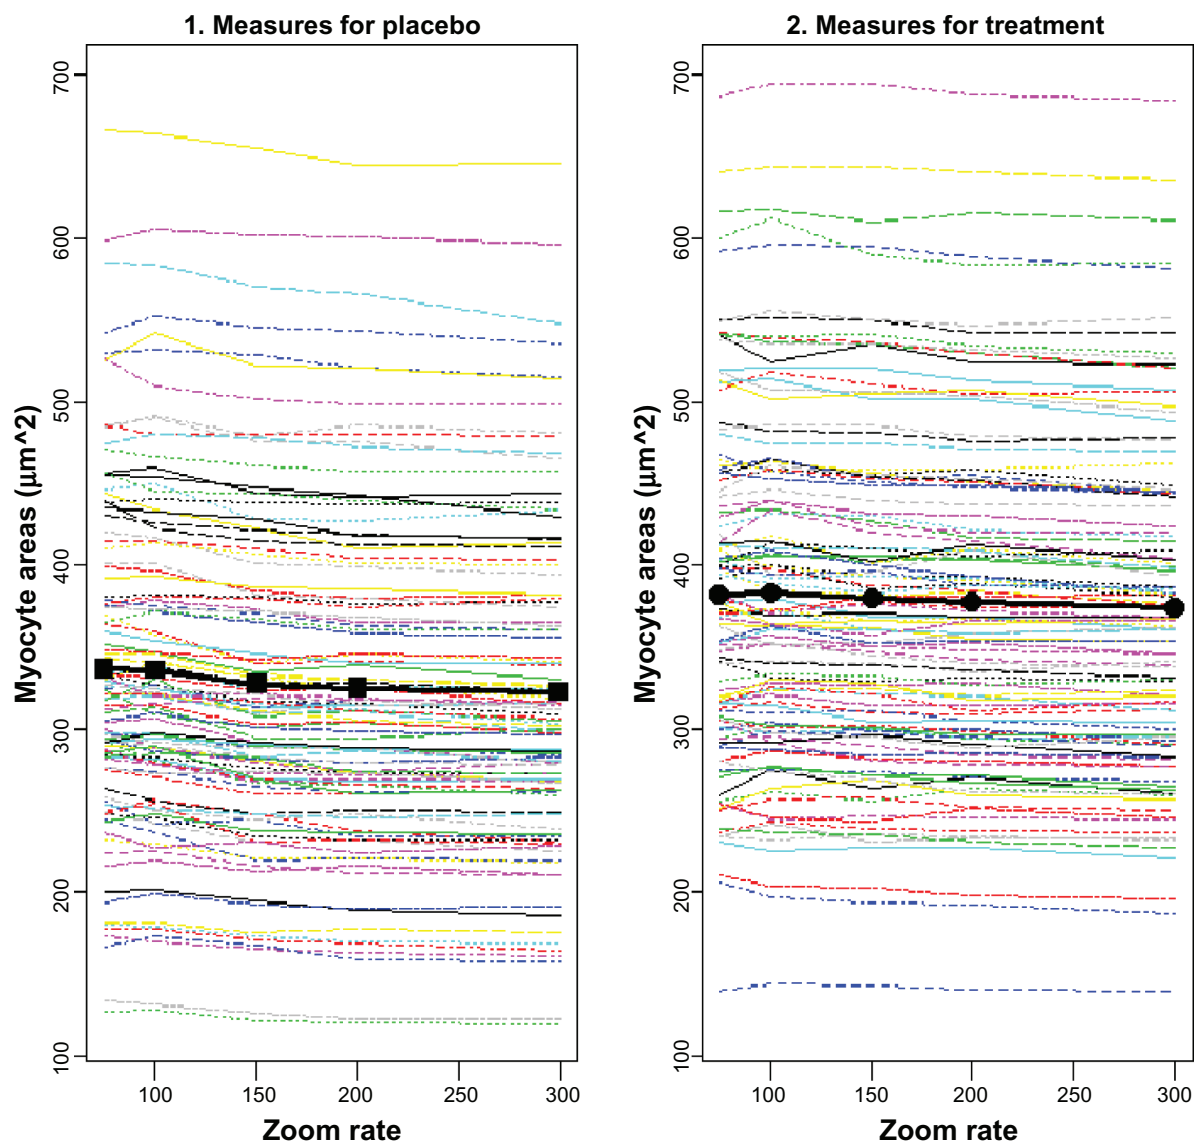 1. Measures for placebo
2. Measures for treatment
Myocyte areas (µm^2)
700
600
500
400
300
200
100
100 150 200 250 300
Zoom rate
Myocyte areas (µm^2)
700
600
500
400
300
200
100
100 150 200 250 300
Zoom rate